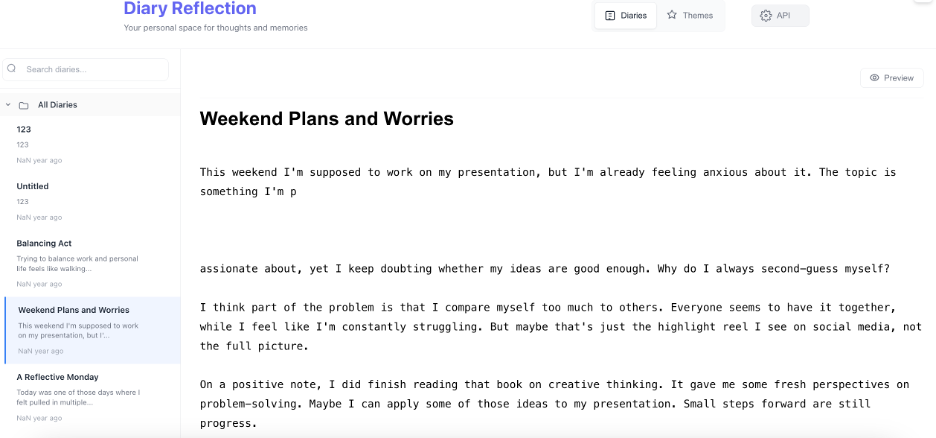 Diary Reflection
Your personal space for thoughts and memories
Diaries
Themes
API
Search diaries...
Preview
All Diaries
123
123
NaN year ago
Untitled
123
NaN year ago
Balancing Act
Trying to balance work and personal
life feels like walking...
NaN year ago
Weekend Plans and Worries
This weekend I'm supposed to work
on my presentation, but I'...
NaN year ago
A Reflective Monday
Today was one of those days where I
felt pulled in multiple...
NaN year ago
Weekend Plans and Worries
This weekend I'm supposed to work on my presentation, but I'm already feeling anxious about it. The topic is
something I'm p
assionate about, yet I keep doubting whether my ideas are good enough. Why do I always second-guess myself?
I think part of the problem is that I compare myself too much to others. Everyone seems to have it together,
while I feel like I'm constantly struggling. But maybe that's just the highlight reel I see on social media, not
the full picture.
On a positive note, I did finish reading that book on creative thinking. It gave me some fresh perspectives on
problem-solving. Maybe I can apply some of those ideas to my presentation. Small steps forward are still
progress.